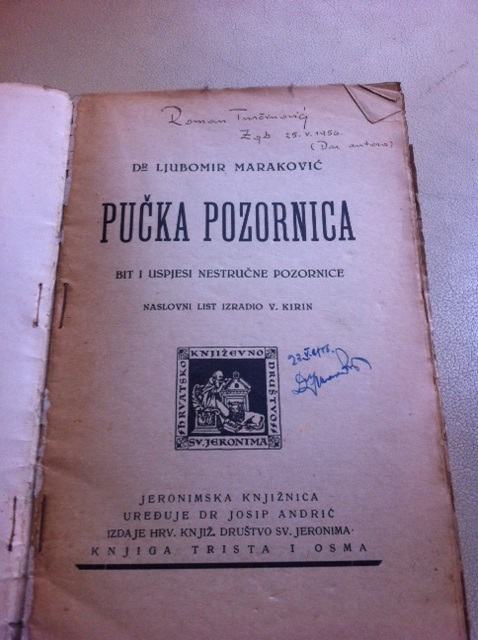 Roman
Zgb 25. V. 1956.
(Dar autora)
DR LJUBOMIR MARAKOVIĆ
PUČKA POZORNICA
BIT I USPJESI NESTRUČNE POZORNICE
NASLOVNI LIST IZRADIO V. KIRIN
HRVATSKO KNJIŽEVNO DRUŠTVO SV. JERONIMA
JERONIMSKA KNJIŽNICA
UREĐUJE DR JOSIP ANDRIĆ
IZDAJE HRV. KNJIŽ. DRUŠTVO SV. JERONIMA
KNJIGA TRISTA I OSMA